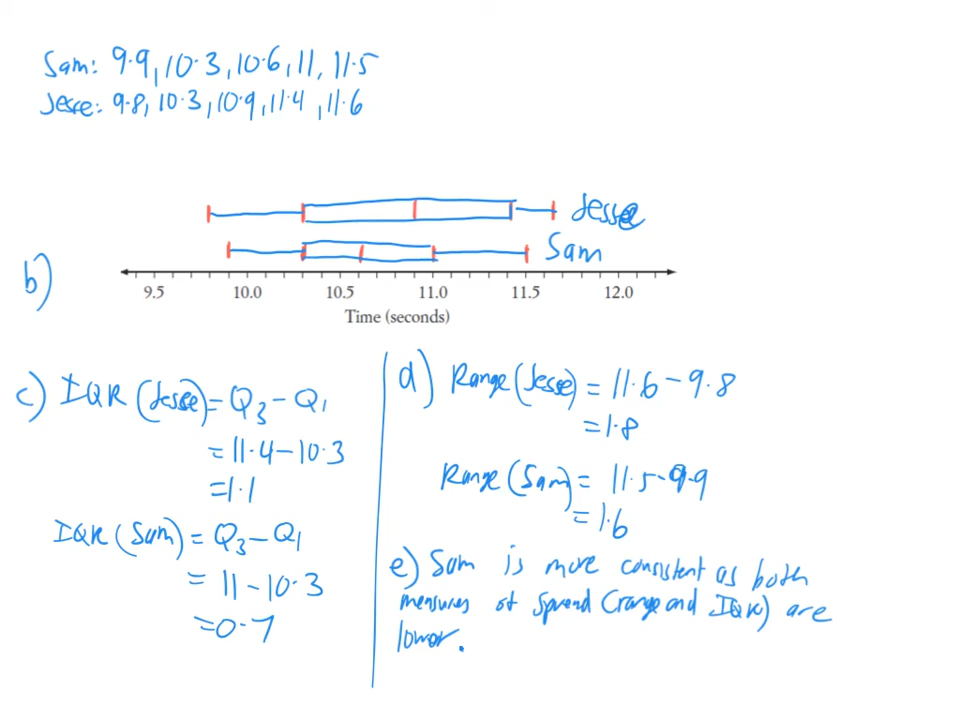 Sam: 9.9, 10.3, 10.6, 11, 11.5
Jesse: 9.8, 10.3, 10.9, 11.4, 11.6
Jesse
Sam
b)
9.5 10.0 10.5 11.0 11.5 12.0
Time (seconds)
c) IQR (Jesse) = Q3 - Q1
= 11.4 - 10.3
= 1.1
IQR (Sam) = Q3 - Q1
= 11 - 10.3
= 0.7
d) Range (Jesse) = 11.6 - 9.8
= 1.8
Range (Sam) = 11.5 - 9.9
= 1.6
e) Sam is more consistent as both
measures of spread (range and IQR) are
lower.